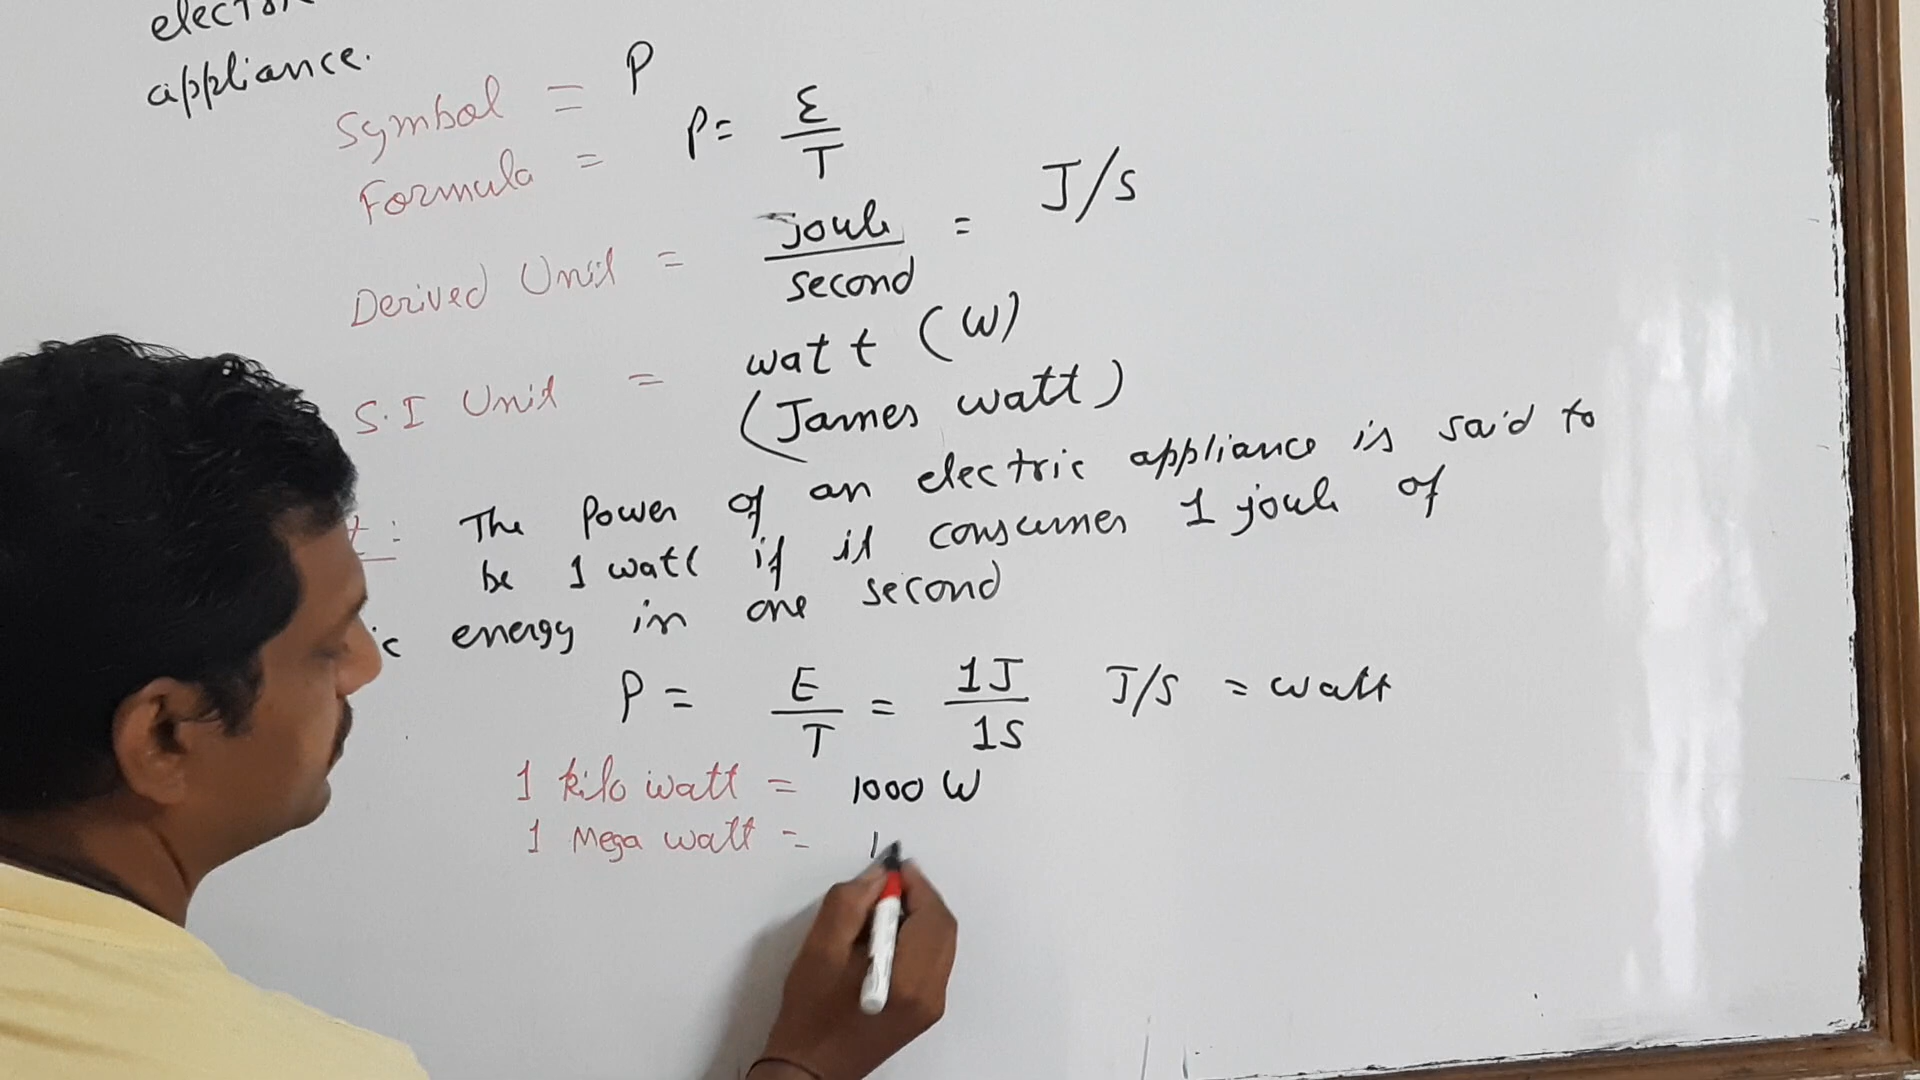 appliance.
Symbol = P
Formula = P = E/T
Derived Unit = joule/second = J/s
S.I Unit = watt (W)
(James watt)
The Power of an electric appliance is said to
be 1 watt if it consumes 1 joule of
energy in one second
P = E/T = 1J/1S J/S = watt
1 kilo watt = 1000 W
1 Mega watt = 1